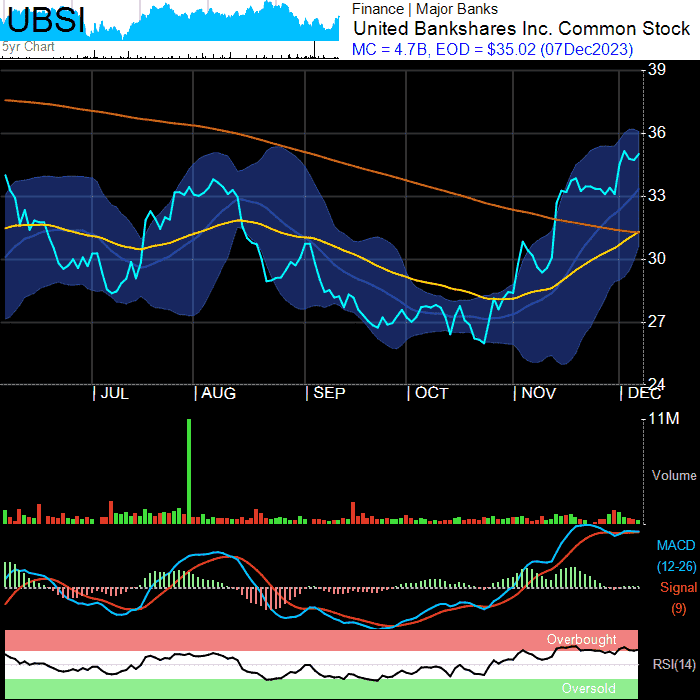 UBSI
5yr Chart
Finance | Major Banks
United Bankshares Inc. Common Stock
MC = 4.7B, EOD = $35.02 (07Dec2023)
39
36
33
30
27
24
| JUL | AUG | SEP | OCT | NOV | DEC
11M
Volume
MACD
(12-26)
Signal
(9)
Overbought
RSI(14)
Oversold